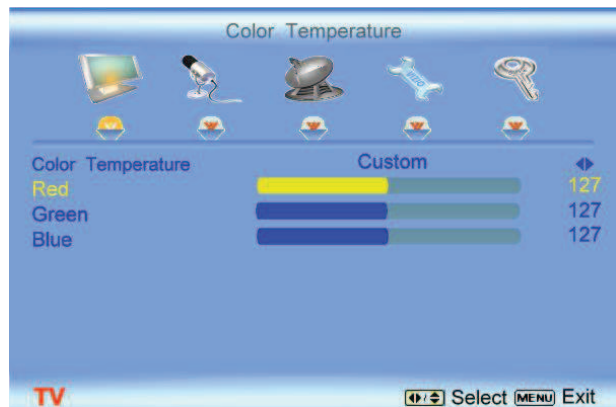 Color Temperature
Color Temperature Custom
Red 127
Green 127
Blue 127
TV Select MENU Exit